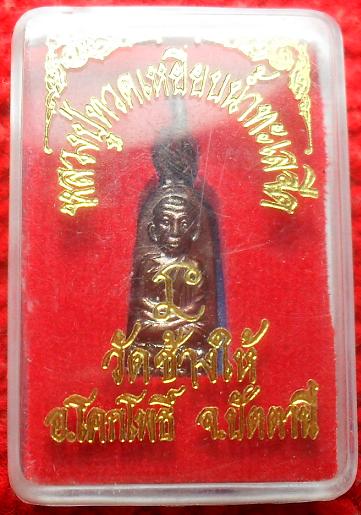 หลวงปู่ทวดเหยียบน้ำทะเลจืด
วัดช้างให้
อ.โคกโพธิ์ จ.ปัตตานี